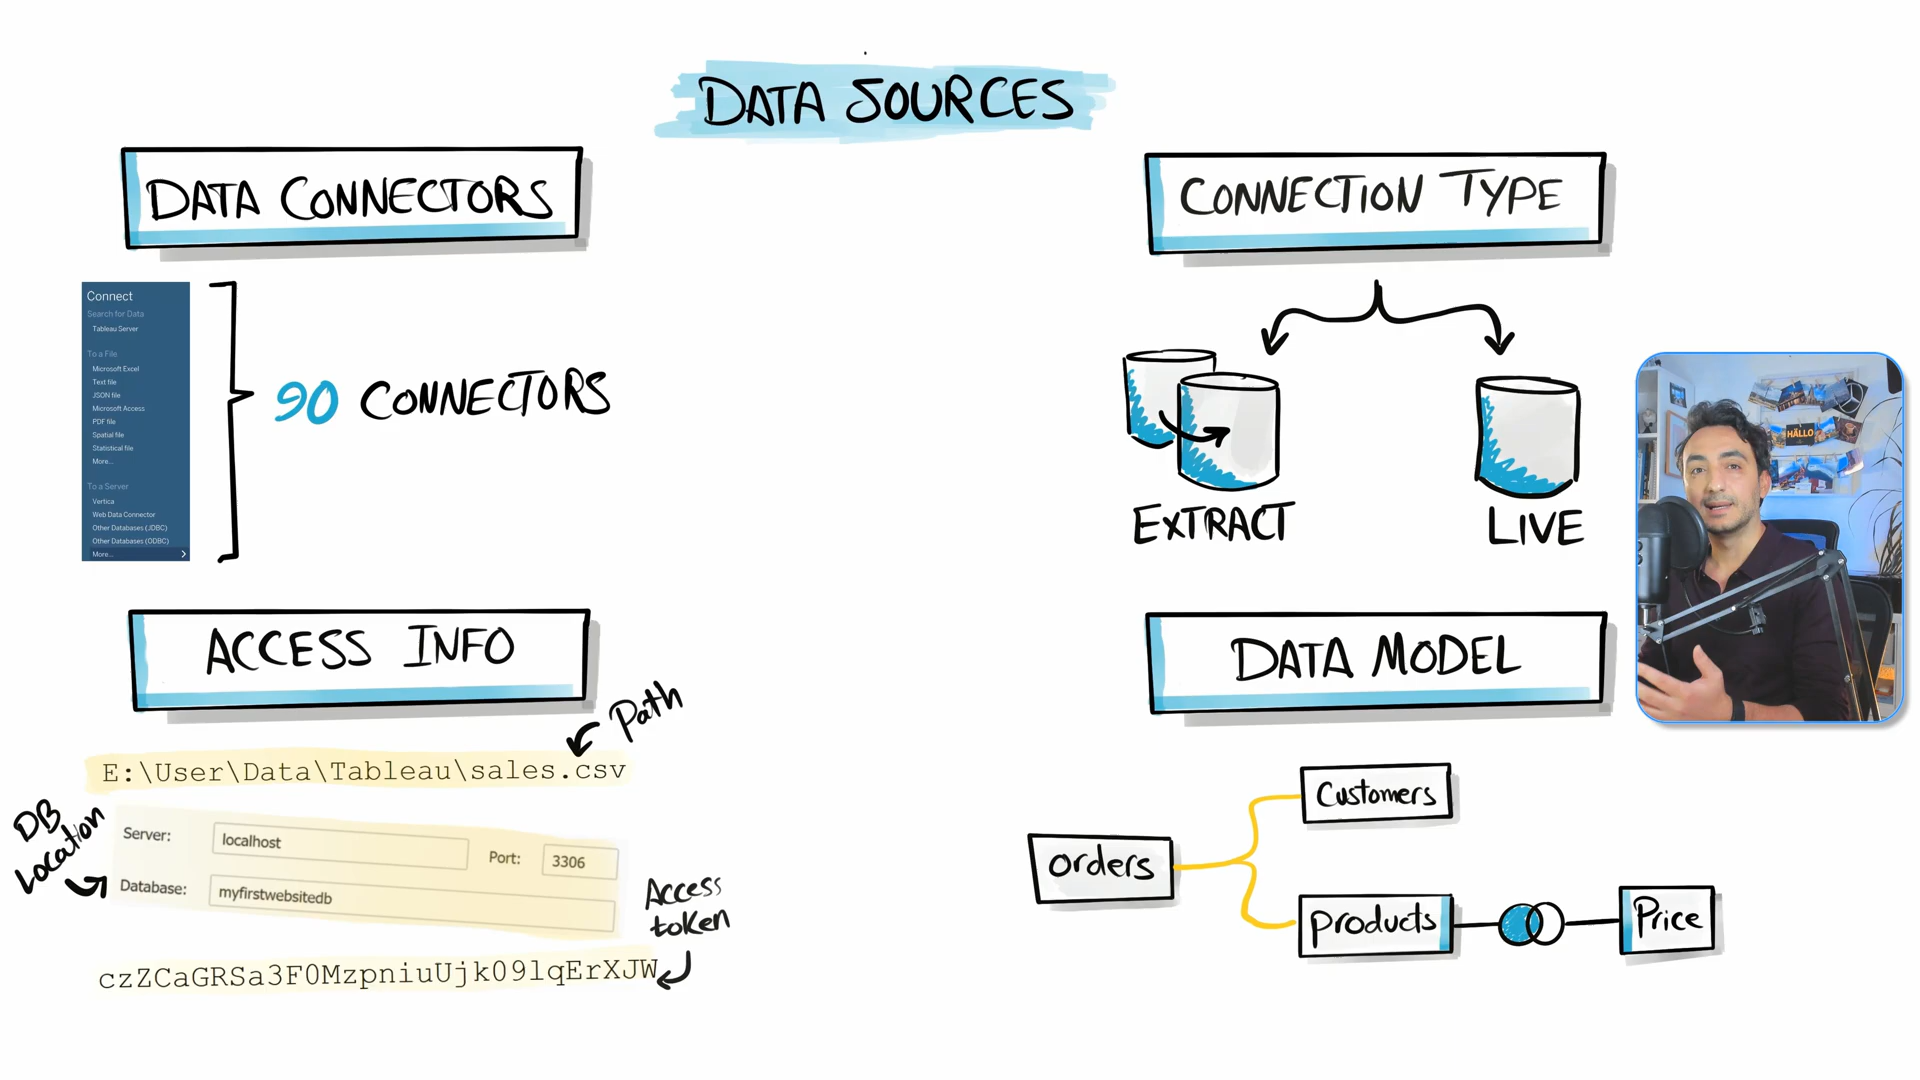 DATA SOURCES
DATA CONNECTORS
Connect
Search for Data
Tableau Server
To a File
Microsoft Excel
Text file
JSON file
Microsoft Access
PDF file
Spatial file
Statistical file
More...
To a Server
Vertica
Web Data Connector
Other Databases (JDBC)
Other Databases (ODBC)
More...
90 CONNECTORS
ACCESS INFO
Path
E:\User\Data\Tableau\sales.csv
DB
Location
Server:
localhost
Port:
3306
Database:
myfirstwebsitedb
Access
token
czZCaGRSa3F0MzpniuUjk09lqErXJW
CONNECTION TYPE
EXTRACT
LIVE
HÄLLO
DATA MODEL
Customers
orders
products
Price